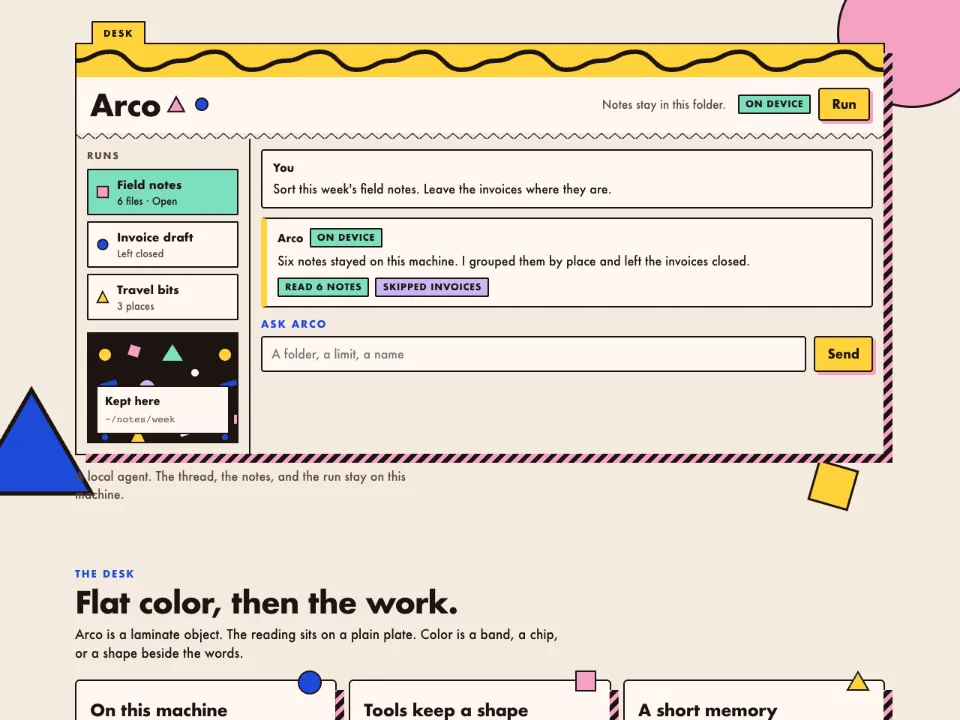 DESK
Arco
Notes stay in this folder.
ON DEVICE
Run
RUNS
Field notes
6 files · Open
Invoice draft
Left closed
Travel bits
3 places
Kept here
~/notes/week
You
Sort this week's field notes. Leave the invoices where they are.
Arco
ON DEVICE
Six notes stayed on this machine. I grouped them by place and left the invoices closed.
READ 6 NOTES
SKIPPED INVOICES
ASK ARCO
A folder, a limit, a name
Send
A local agent. The thread, the notes, and the run stay on this
machine.
THE DESK
Flat color, then the work.
Arco is a laminate object. The reading sits on a plain plate. Color is a band, a chip,
or a shape beside the words.
On this machine
Tools keep a shape
A short memory